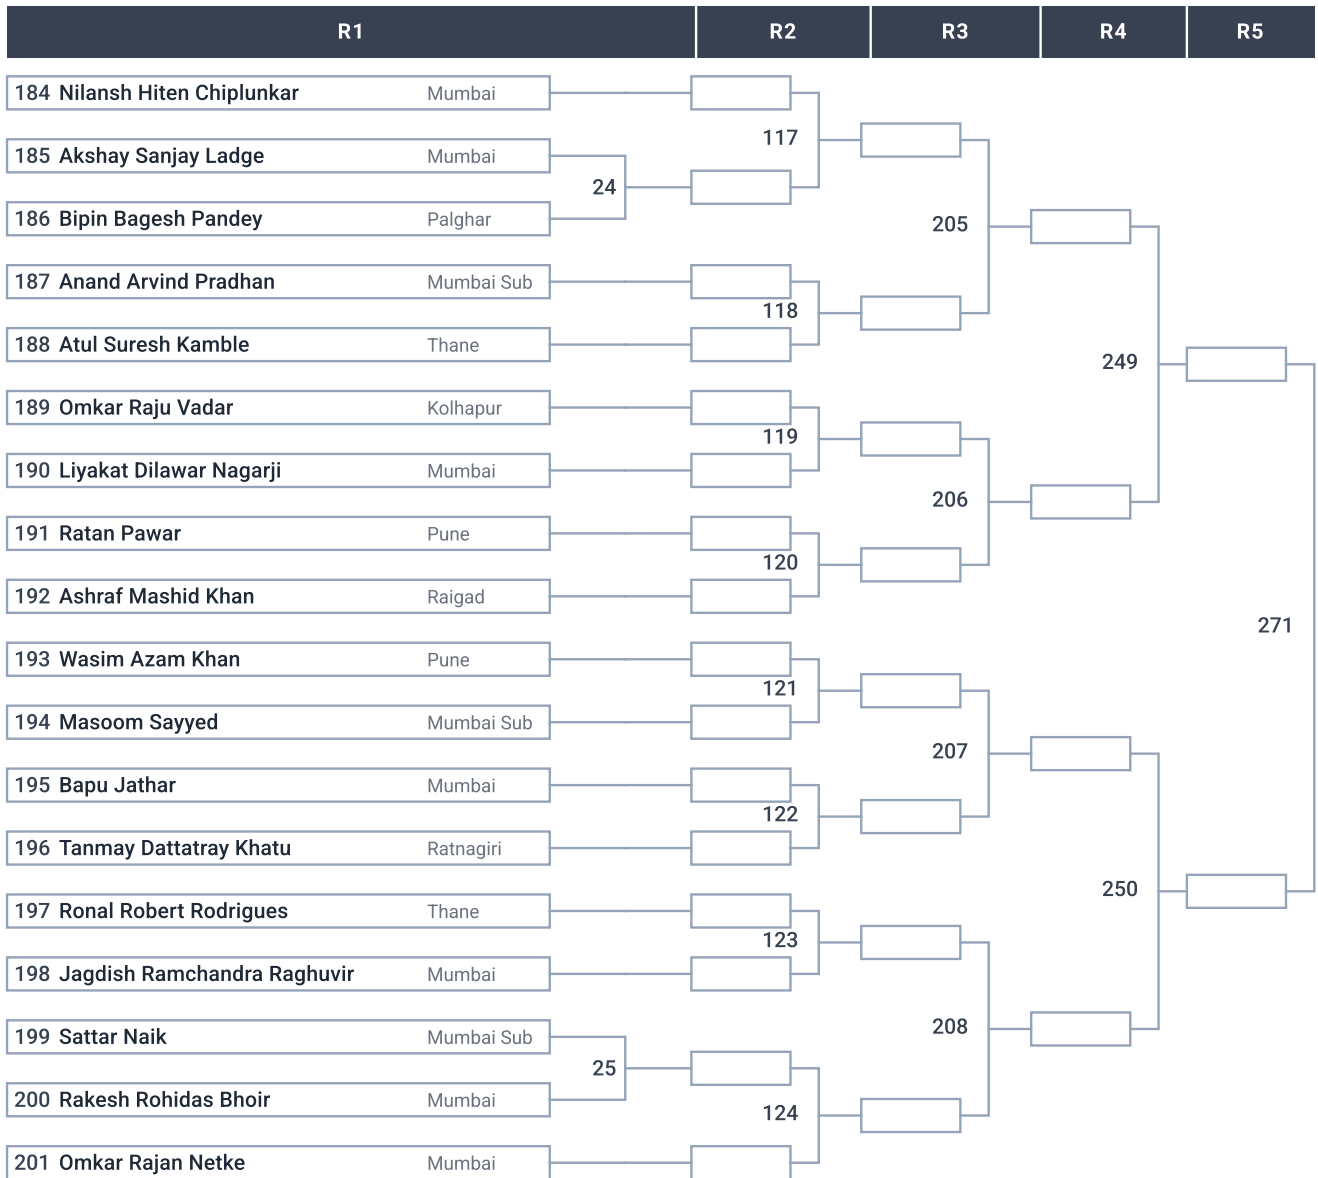 R1 R2 R3 R4 R5
184 Nilansh Hiten Chiplunkar Mumbai
117
185 Akshay Sanjay Ladge Mumbai
24
186 Bipin Bagesh Pandey Palghar
205
187 Anand Arvind Pradhan Mumbai Sub
118
188 Atul Suresh Kamble Thane
249
189 Omkar Raju Vadar Kolhapur
119
190 Liyakat Dilawar Nagarji Mumbai
206
191 Ratan Pawar Pune
120
192 Ashraf Mashid Khan Raigad
271
193 Wasim Azam Khan Pune
121
194 Masoom Sayyed Mumbai Sub
207
195 Bapu Jathar Mumbai
122
196 Tanmay Dattatray Khatu Ratnagiri
250
197 Ronal Robert Rodrigues Thane
123
198 Jagdish Ramchandra Raghuvir Mumbai
208
199 Sattar Naik Mumbai Sub
25
200 Rakesh Rohidas Bhoir Mumbai
124
201 Omkar Rajan Netke Mumbai